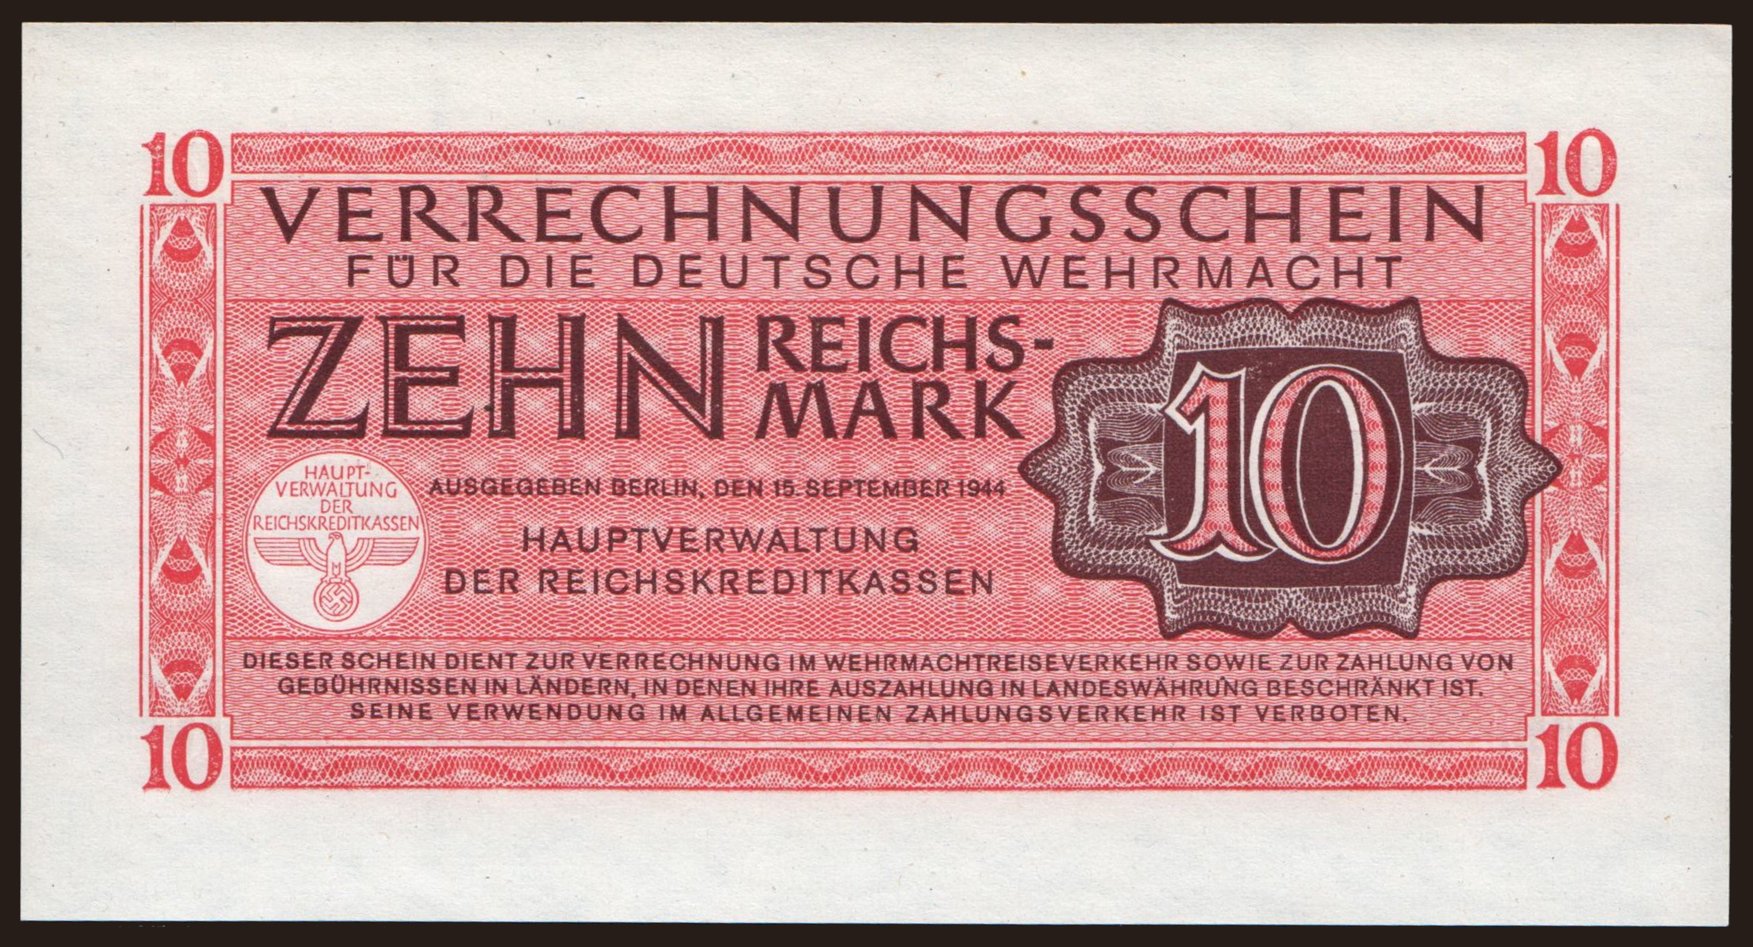 10 10
VERRECHNUNGSSCHEIN
FÜR DIE DEUTSCHE WEHRMACHT
ZEHN REICHS-
MARK
10
HAUPT-
VERWALTUNG
DER
REICHSKREDITKASSEN
AUSGEGEBEN BERLIN, DEN 15. SEPTEMBER 1944
HAUPTVERWALTUNG
DER REICHSKREDITKASSEN
DIESER SCHEIN DIENT ZUR VERRECHNUNG IM WEHRMACHTREISEVERKEHR SOWIE ZUR ZAHLUNG VON
GEBÜHRNISSEN IN LÄNDERN, IN DENEN IHRE AUSZAHLUNG IN LANDESWÄHRUNG BESCHRÄNKT IST.
SEINE VERWENDUNG IM ALLGEMEINEN ZAHLUNGSVERKEHR IST VERBOTEN.
10 10